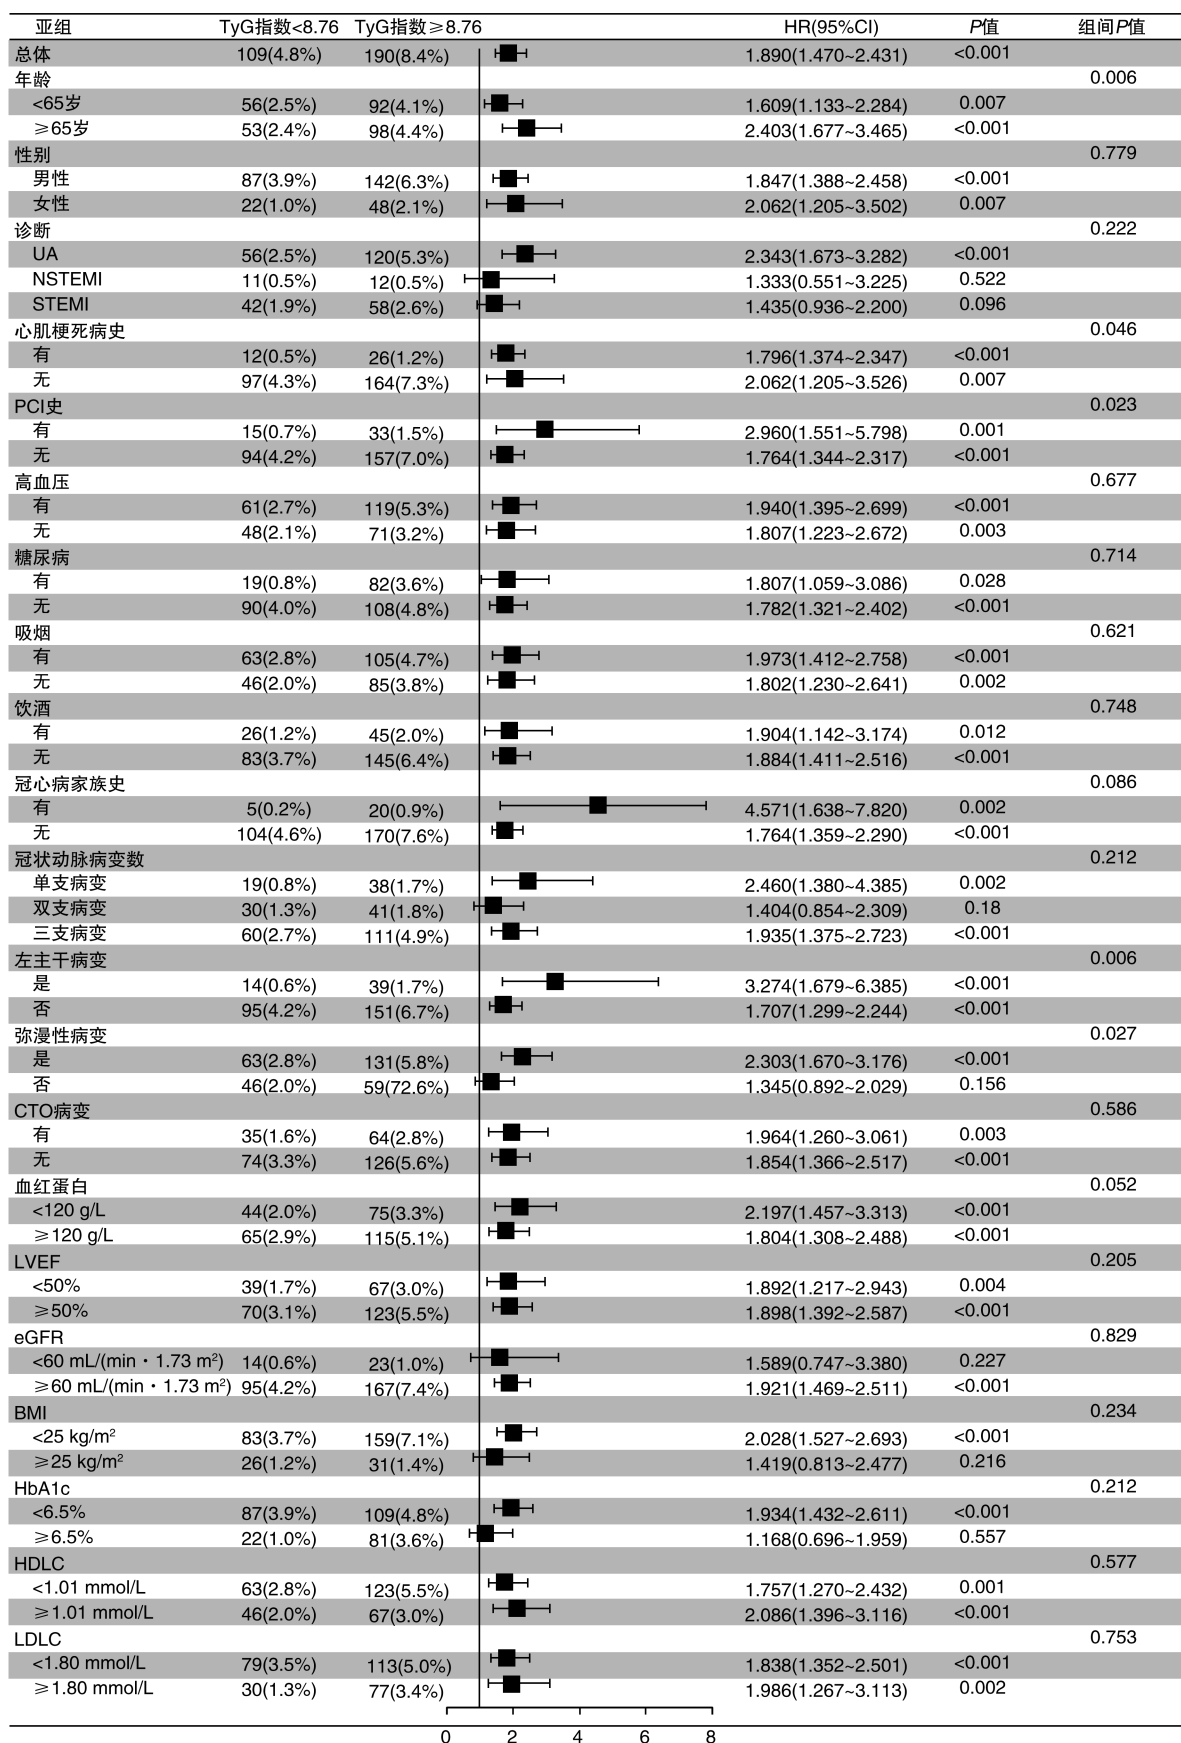 亚组 TyG指数<8.76 TyG指数≥8.76 HR(95%CI) P值 组间P值
总体 109(4.8%) 190(8.4%) 1.890(1.470~2.431) <0.001
年龄 0.006
<65岁 56(2.5%) 92(4.1%) 1.609(1.133~2.284) 0.007
≥65岁 53(2.4%) 98(4.4%) 2.403(1.677~3.465) <0.001
性别 0.779
男性 87(3.9%) 142(6.3%) 1.847(1.388~2.458) <0.001
女性 22(1.0%) 48(2.1%) 2.062(1.205~3.502) 0.007
诊断 0.222
UA 56(2.5%) 120(5.3%) 2.343(1.673~3.282) <0.001
NSTEMI 11(0.5%) 12(0.5%) 1.333(0.551~3.225) 0.522
STEMI 42(1.9%) 58(2.6%) 1.435(0.936~2.200) 0.096
心肌梗死病史 0.046
有 12(0.5%) 26(1.2%) 1.796(1.374~2.347) <0.001
无 97(4.3%) 164(7.3%) 2.062(1.205~3.526) 0.007
PCI史 0.023
有 15(0.7%) 33(1.5%) 2.960(1.551~5.798) 0.001
无 94(4.2%) 157(7.0%) 1.764(1.344~2.317) <0.001
高血压 0.677
有 61(2.7%) 119(5.3%) 1.940(1.395~2.699) <0.001
无 48(2.1%) 71(3.2%) 1.807(1.223~2.672) 0.003
糖尿病 0.714
有 19(0.8%) 82(3.6%) 1.807(1.059~3.086) 0.028
无 90(4.0%) 108(4.8%) 1.782(1.321~2.402) <0.001
吸烟 0.621
有 63(2.8%) 105(4.7%) 1.973(1.412~2.758) <0.001
无 46(2.0%) 85(3.8%) 1.802(1.230~2.641) 0.002
饮酒 0.748
有 26(1.2%) 45(2.0%) 1.904(1.142~3.174) 0.012
无 83(3.7%) 145(6.4%) 1.884(1.411~2.516) <0.001
冠心病家族史 0.086
有 5(0.2%) 20(0.9%) 4.571(1.638~7.820) 0.002
无 104(4.6%) 170(7.6%) 1.764(1.359~2.290) <0.001
冠状动脉病变数 0.212
单支病变 19(0.8%) 38(1.7%) 2.460(1.380~4.385) 0.002
双支病变 30(1.3%) 41(1.8%) 1.404(0.854~2.309) 0.18
三支病变 60(2.7%) 111(4.9%) 1.935(1.375~2.723) <0.001
左主干病变 0.006
是 14(0.6%) 39(1.7%) 3.274(1.679~6.385) <0.001
否 95(4.2%) 151(6.7%) 1.707(1.299~2.244) <0.001
弥漫性病变 0.027
是 63(2.8%) 131(5.8%) 2.303(1.670~3.176) <0.001
否 46(2.0%) 59(72.6%) 1.345(0.892~2.029) 0.156
CTO病变 0.586
有 35(1.6%) 64(2.8%) 1.964(1.260~3.061) 0.003
无 74(3.3%) 126(5.6%) 1.854(1.366~2.517) <0.001
血红蛋白 0.052
<120 g/L 44(2.0%) 75(3.3%) 2.197(1.457~3.313) <0.001
≥120 g/L 65(2.9%) 115(5.1%) 1.804(1.308~2.488) <0.001
LVEF 0.205
<50% 39(1.7%) 67(3.0%) 1.892(1.217~2.943) 0.004
≥50% 70(3.1%) 123(5.5%) 1.898(1.392~2.587) <0.001
eGFR 0.829
<60 mL/(min·1.73 m²) 14(0.6%) 23(1.0%) 1.589(0.747~3.380) 0.227
≥60 mL/(min·1.73 m²) 95(4.2%) 167(7.4%) 1.921(1.469~2.511) <0.001
BMI 0.234
<25 kg/m² 83(3.7%) 159(7.1%) 2.028(1.527~2.693) <0.001
≥25 kg/m² 26(1.2%) 31(1.4%) 1.419(0.813~2.477) 0.216
HbA1c 0.212
<6.5% 87(3.9%) 109(4.8%) 1.934(1.432~2.611) <0.001
≥6.5% 22(1.0%) 81(3.6%) 1.168(0.696~1.959) 0.557
HDLC 0.577
<1.01 mmol/L 63(2.8%) 123(5.5%) 1.757(1.270~2.432) 0.001
≥1.01 mmol/L 46(2.0%) 67(3.0%) 2.086(1.396~3.116) <0.001
LDLC 0.753
<1.80 mmol/L 79(3.5%) 113(5.0%) 1.838(1.352~2.501) <0.001
≥1.80 mmol/L 30(1.3%) 77(3.4%) 1.986(1.267~3.113) 0.002
0 2 4 6 8